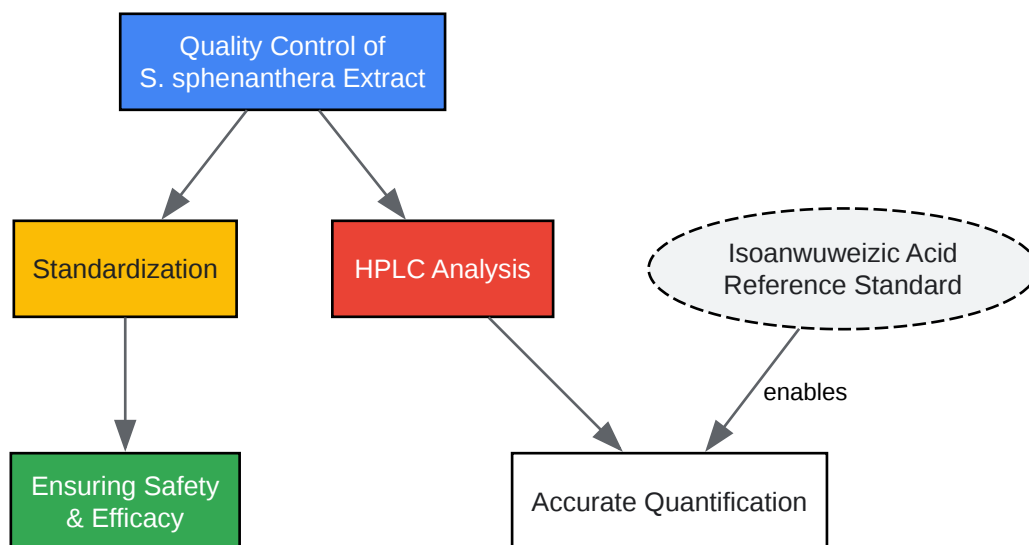 Quality Control of
S. sphenanthera Extract
Standardization
HPLC Analysis
Isoanwuweizic Acid
Reference Standard
enables
Ensuring Safety
& Efficacy
Accurate Quantification